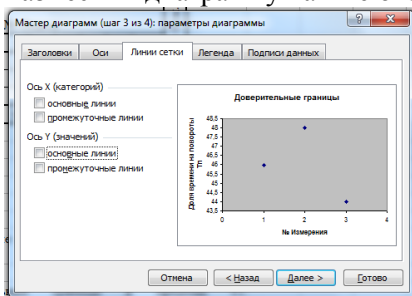 Мастер диаграмм (шаг 3 из 4): параметры диаграммы
Заголовки Оси Линии сетки Легенда Подписи данных
Ось X (категорий)
основные линии
промежуточные линии
Ось Y (значений)
основные линии
промежуточные линии
Доверительные границы
Доля времени на повороты
Тп
48,5
48
47,5
47
46,5
46
45,5
45
44,5
44
43,5
0 1 2 3 4
№ Измерения
Отмена < Назад Далее > Готово